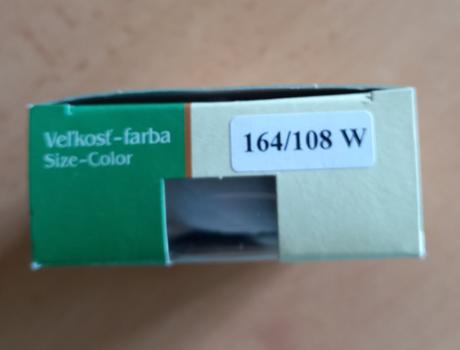 Veľkosť-farba
Size-Color
164/108 W